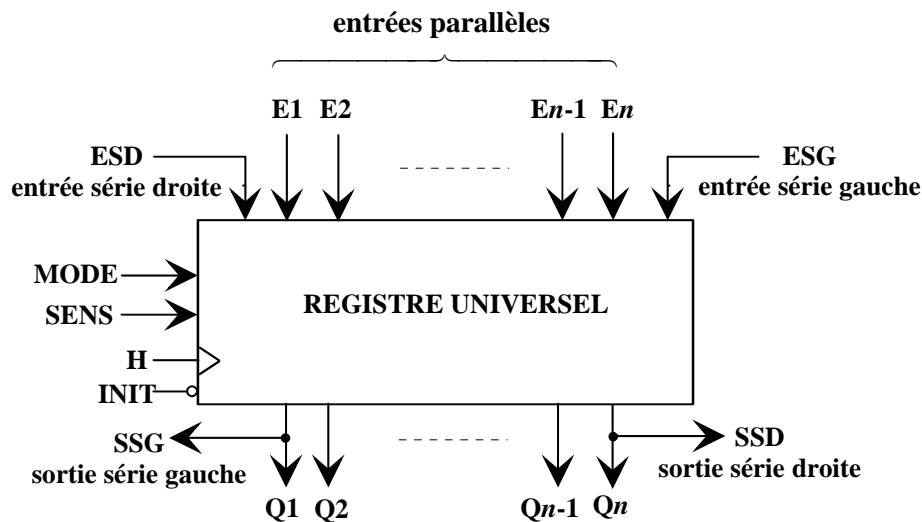 entrées parallèles
E1 E2 En-1 En
ESD
entrée série droite
ESG
entrée série gauche
MODE
SENS
REGISTRE UNIVERSEL
H
INIT
SSG
sortie série gauche
SSD
sortie série droite
Q1 Q2 Qn-1 Qn